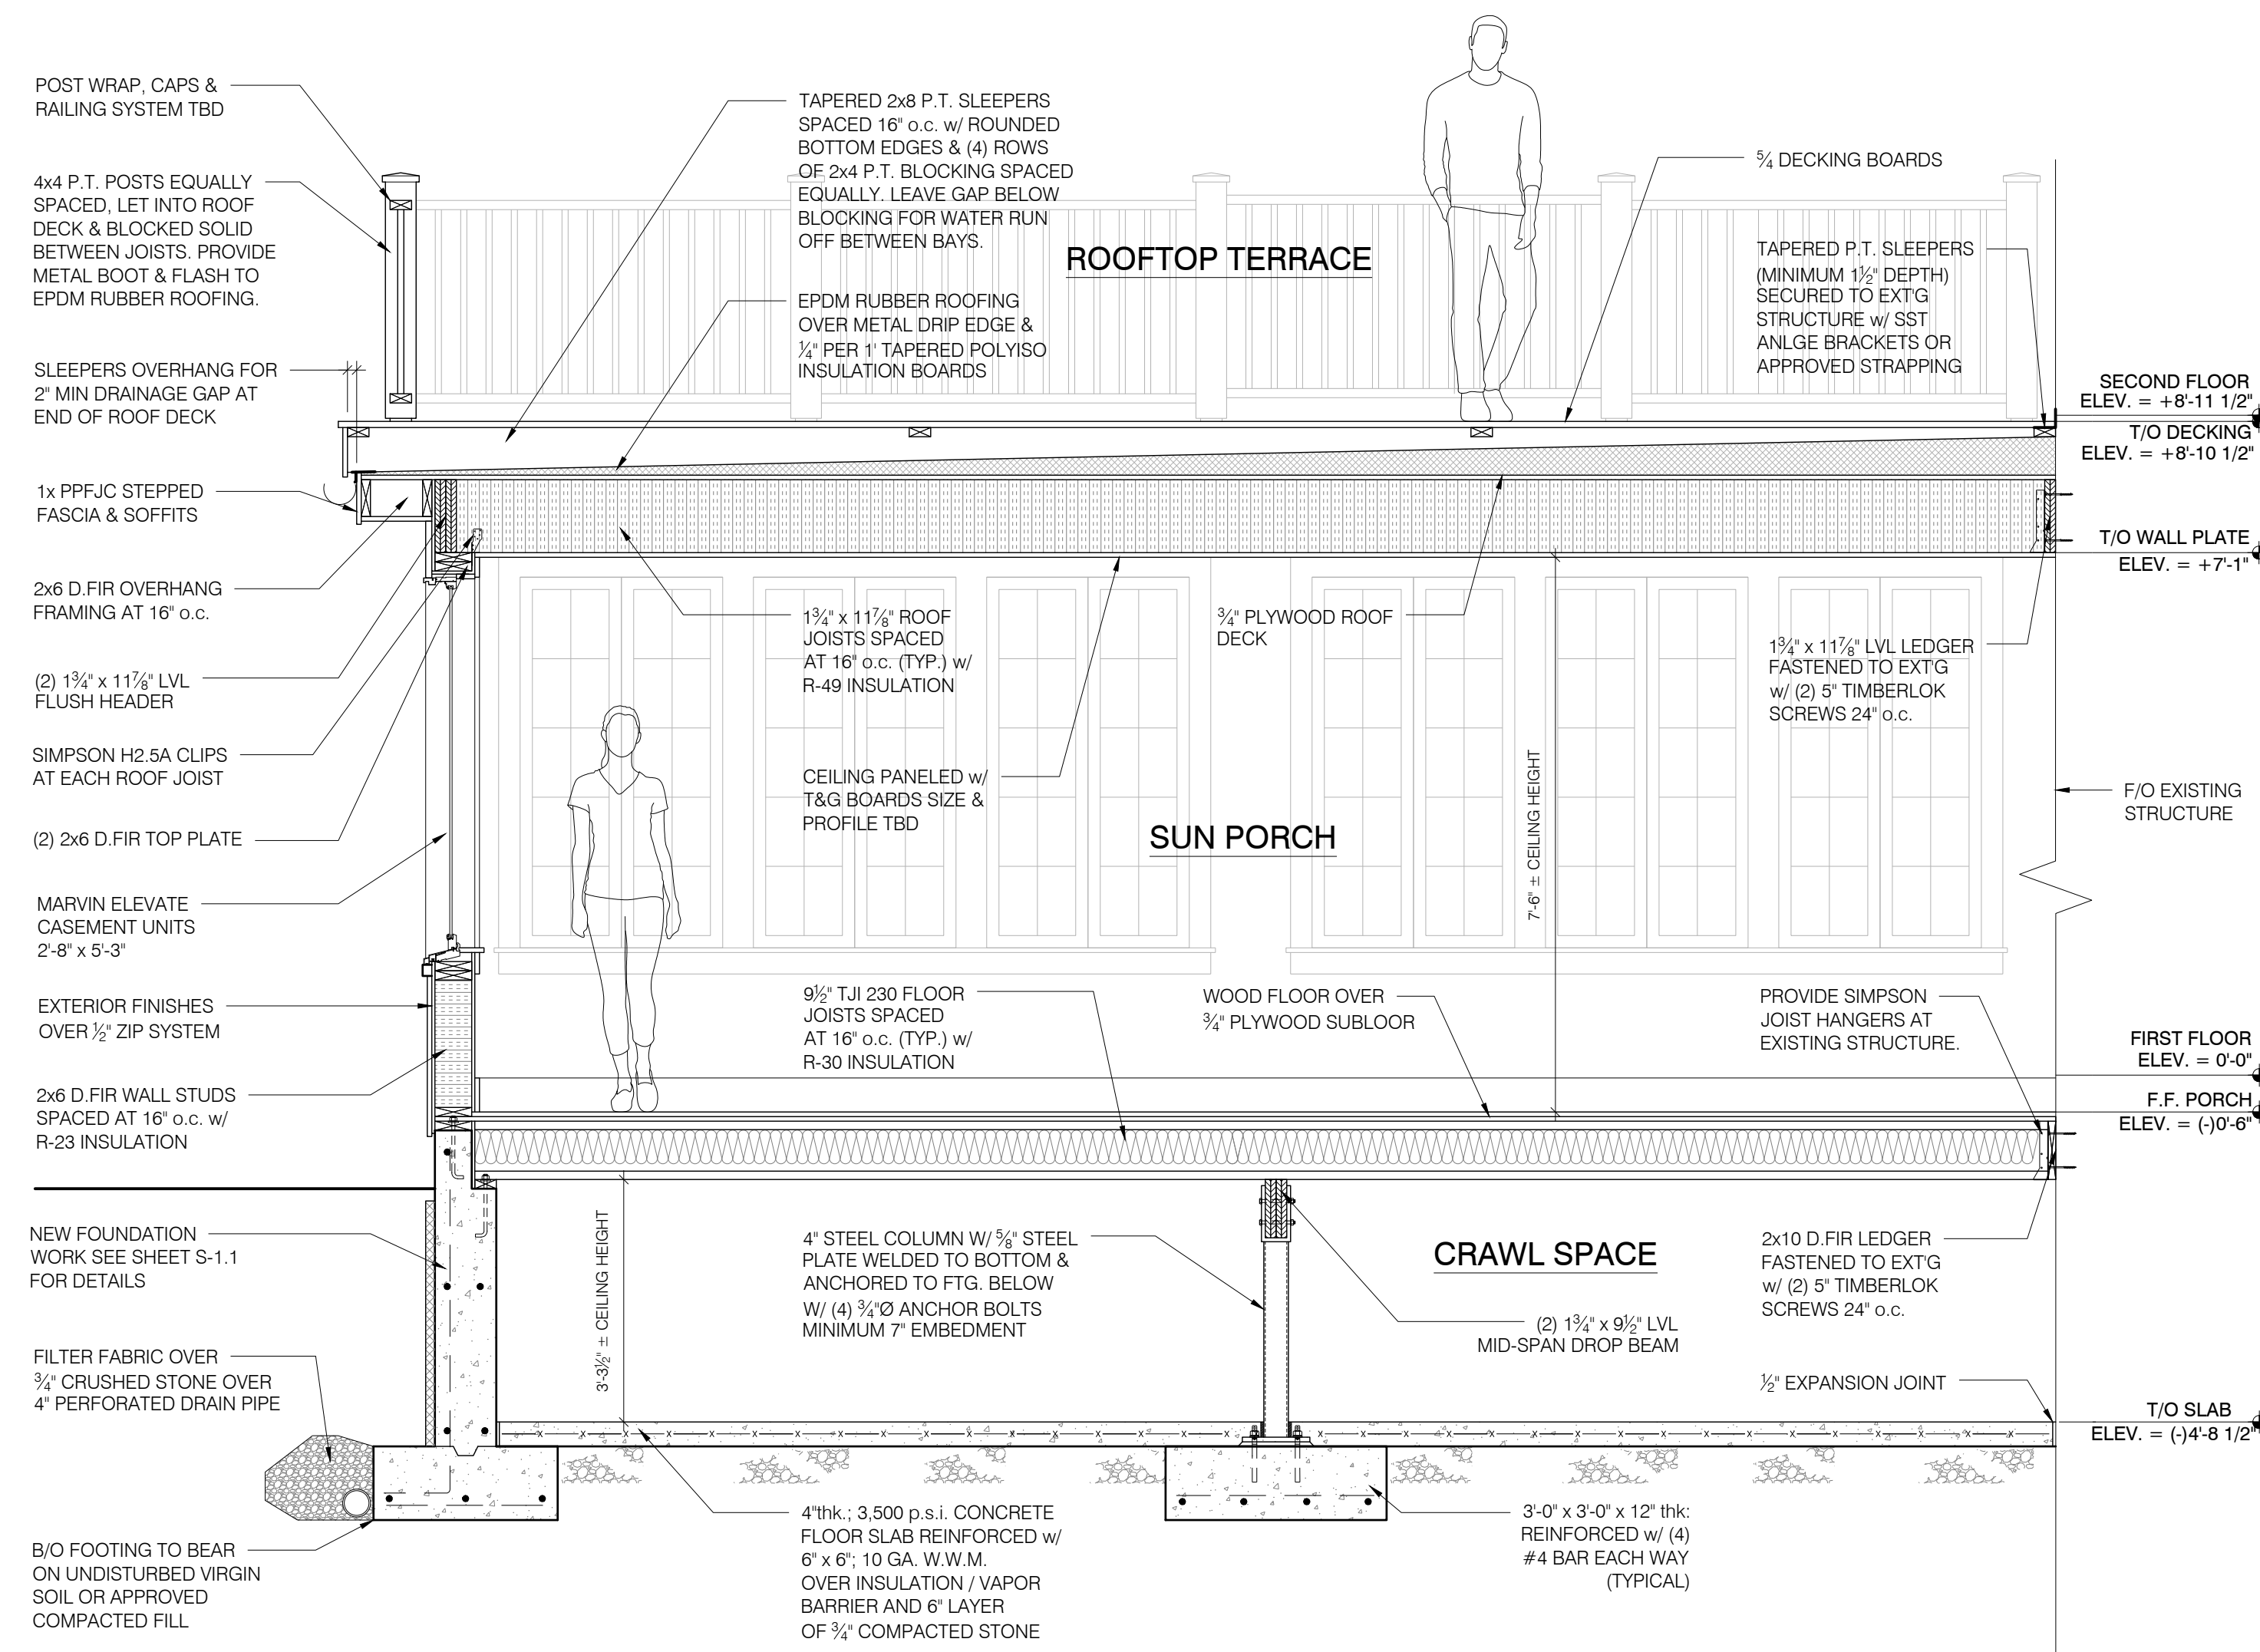 POST WRAP, CAPS &
RAILING SYSTEM TBD
4x4 P.T. POSTS EQUALLY
SPACED, LET INTO ROOF
DECK & BLOCKED SOLID
BETWEEN JOISTS. PROVIDE
METAL BOOT & FLASH TO
EPDM RUBBER ROOFING.
SLEEPERS OVERHANG FOR
2" MIN DRAINAGE GAP AT
END OF ROOF DECK
1x PPFJC STEPPED
FASCIA & SOFFITS
2x6 D.FIR OVERHANG
FRAMING AT 16" o.c.
(2) 1¾" x 11⅞" LVL
FLUSH HEADER
SIMPSON H2.5A CLIPS
AT EACH ROOF JOIST
(2) 2x6 D.FIR TOP PLATE
MARVIN ELEVATE
CASEMENT UNITS
2'-8" x 5'-3"
EXTERIOR FINISHES
OVER ½" ZIP SYSTEM
2x6 D.FIR WALL STUDS
SPACED AT 16" o.c. w/
R-23 INSULATION
NEW FOUNDATION
WORK SEE SHEET S-1.1
FOR DETAILS
FILTER FABRIC OVER
¾" CRUSHED STONE OVER
4" PERFORATED DRAIN PIPE
B/O FOOTING TO BEAR
ON UNDISTURBED VIRGIN
SOIL OR APPROVED
COMPACTED FILL
TAPERED 2x8 P.T. SLEEPERS
SPACED 16" o.c. w/ ROUNDED
BOTTOM EDGES & (4) ROWS
OF 2x4 P.T. BLOCKING SPACED
EQUALLY. LEAVE GAP BELOW
BLOCKING FOR WATER RUN
OFF BETWEEN BAYS.
EPDM RUBBER ROOFING
OVER METAL DRIP EDGE &
¼" PER 1' TAPERED POLYISO
INSULATION BOARDS
ROOFTOP TERRACE
5⁄4 DECKING BOARDS
TAPERED P.T. SLEEPERS
(MINIMUM 1½" DEPTH)
SECURED TO EXT'G
STRUCTURE w/ SST
ANLGE BRACKETS OR
APPROVED STRAPPING
SECOND FLOOR
ELEV. = +8'-11 1/2"
T/O DECKING
ELEV. = +8'-10 1/2"
T/O WALL PLATE
ELEV. = +7'-1"
1¾" x 11⅞" ROOF
JOISTS SPACED
AT 16" o.c. (TYP.) w/
R-49 INSULATION
¾" PLYWOOD ROOF
DECK
1¾" x 11⅞" LVL LEDGER
FASTENED TO EXT'G
w/ (2) 5" TIMBERLOK
SCREWS 24" o.c.
CEILING PANELED w/
T&G BOARDS SIZE &
PROFILE TBD
SUN PORCH
7'-6" ± CEILING HEIGHT
F/O EXISTING
STRUCTURE
9½" TJI 230 FLOOR
JOISTS SPACED
AT 16" o.c. (TYP.) w/
R-30 INSULATION
WOOD FLOOR OVER
¾" PLYWOOD SUBLOOR
PROVIDE SIMPSON
JOIST HANGERS AT
EXISTING STRUCTURE.
FIRST FLOOR
ELEV. = 0'-0"
F.F. PORCH
ELEV. = (-)0'-6"
3'-3½" ± CEILING HEIGHT
4" STEEL COLUMN W/ ⅝" STEEL
PLATE WELDED TO BOTTOM &
ANCHORED TO FTG. BELOW
W/ (4) ¾"Ø ANCHOR BOLTS
MINIMUM 7" EMBEDMENT
CRAWL SPACE
(2) 1¾" x 9½" LVL
MID-SPAN DROP BEAM
2x10 D.FIR LEDGER
FASTENED TO EXT'G
w/ (2) 5" TIMBERLOK
SCREWS 24" o.c.
½" EXPANSION JOINT
T/O SLAB
ELEV. = (-)4'-8 1/2"
4"thk.; 3,500 p.s.i. CONCRETE
FLOOR SLAB REINFORCED w/
6" x 6"; 10 GA. W.W.M.
OVER INSULATION / VAPOR
BARRIER AND 6" LAYER
OF ¾" COMPACTED STONE
3'-0" x 3'-0" x 12" thk:
REINFORCED w/ (4)
#4 BAR EACH WAY
(TYPICAL)